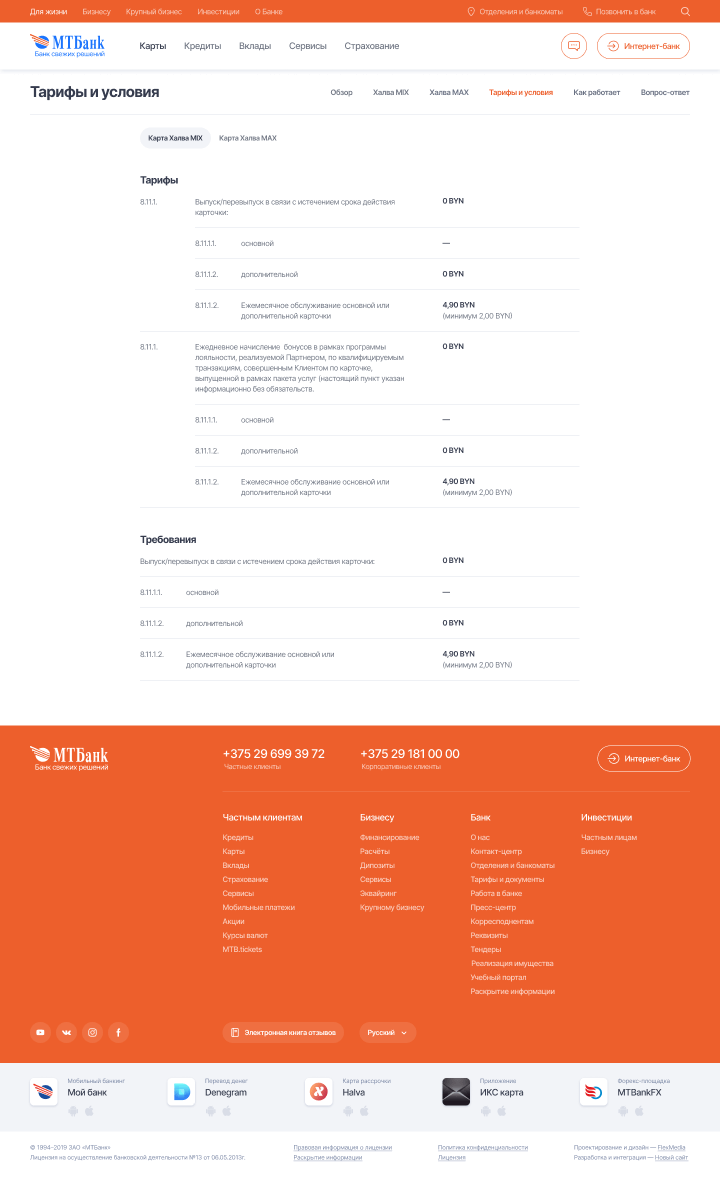 Для жизни Бизнесу Крупный бизнес Инвестиции О Банке Отделения и банкоматы Позвонить в банк
МТБанк
Банк свежих решений
Карты Кредиты Вклады Сервисы Страхование Интернет-банк
Тарифы и условия
Обзор Халва MIX Халва MAX Тарифы и условия Как работает Вопрос-ответ
Карта Халва MIX Карта Халва MAX
Тарифы
8.11.1. Выпуск/перевыпуск в связи с истечением срока действия 0 BYN
карточки:
8.11.1.1. основной —
8.11.1.2. дополнительной 0 BYN
8.11.1.2. Ежемесячное обслуживание основной или 4,90 BYN
дополнительной карточки (минимум 2,00 BYN)
8.11.1. Ежедневное начисление бонусов в рамках программы 0 BYN
лояльности, реализуемой Партнером, по квалифицируемым
транзакциям, совершенным Клиентом по карточке,
выпущенной в рамках пакета услуг (настоящий пункт указан
информационно без обязательств.
8.11.1.1. основной —
8.11.1.2. дополнительной 0 BYN
8.11.1.2. Ежемесячное обслуживание основной или 4,90 BYN
дополнительной карточки (минимум 2,00 BYN)
Требования
Выпуск/перевыпуск в связи с истечением срока действия карточки: 0 BYN
8.11.1.1. основной —
8.11.1.2. дополнительной 0 BYN
8.11.1.2. Ежемесячное обслуживание основной или 4,90 BYN
дополнительной карточки (минимум 2,00 BYN)
МТБанк
Банк свежих решений
+375 29 699 39 72 +375 29 181 00 00 Интернет-банк
Частные клиенты Корпоративные клиенты
Частным клиентам
Кредиты
Карты
Вклады
Страхование
Сервисы
Мобильные платежи
Акции
Курсы валют
MTB.tickets
Бизнесу
Финансирование
Расчёты
Дипозиты
Сервисы
Эквайринг
Крупному бизнесу
Банк
О нас
Контакт-центр
Отделения и банкоматы
Тарифы и документы
Работа в банке
Пресс-центр
Корреспондентам
Реквизиты
Тендеры
Реализация имущества
Учебный портал
Раскрытие информации
Инвестиции
Частным лицам
Бизнесу
Электронная книга отзывов Русский
Мобильный банкинг
Мой банк
Перевод денег
Denegram
Карта рассрочки
Halva
Приложение
ИКС карта
Форекс-площадка
MTBankFX
© 1994–2019 ЗАО «МТБанк»
Лицензия на осуществление банковской деятельности №13 от 06.05.2013г.
Правовая информация о лицензии
Раскрытие информации
Политика конфиденциальности
Лицензия
Проектирование и дизайн — FlexMedia
Разработка и интеграция — Новый сайт